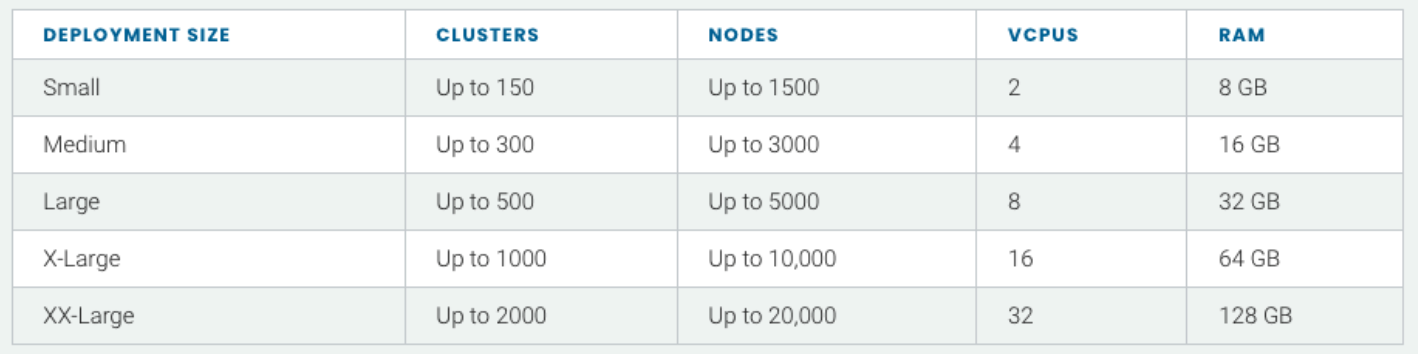 DEPLOYMENT SIZE CLUSTERS NODES VCPUS RAM
Small Up to 150 Up to 1500 2 8 GB
Medium Up to 300 Up to 3000 4 16 GB
Large Up to 500 Up to 5000 8 32 GB
X-Large Up to 1000 Up to 10,000 16 64 GB
XX-Large Up to 2000 Up to 20,000 32 128 GB